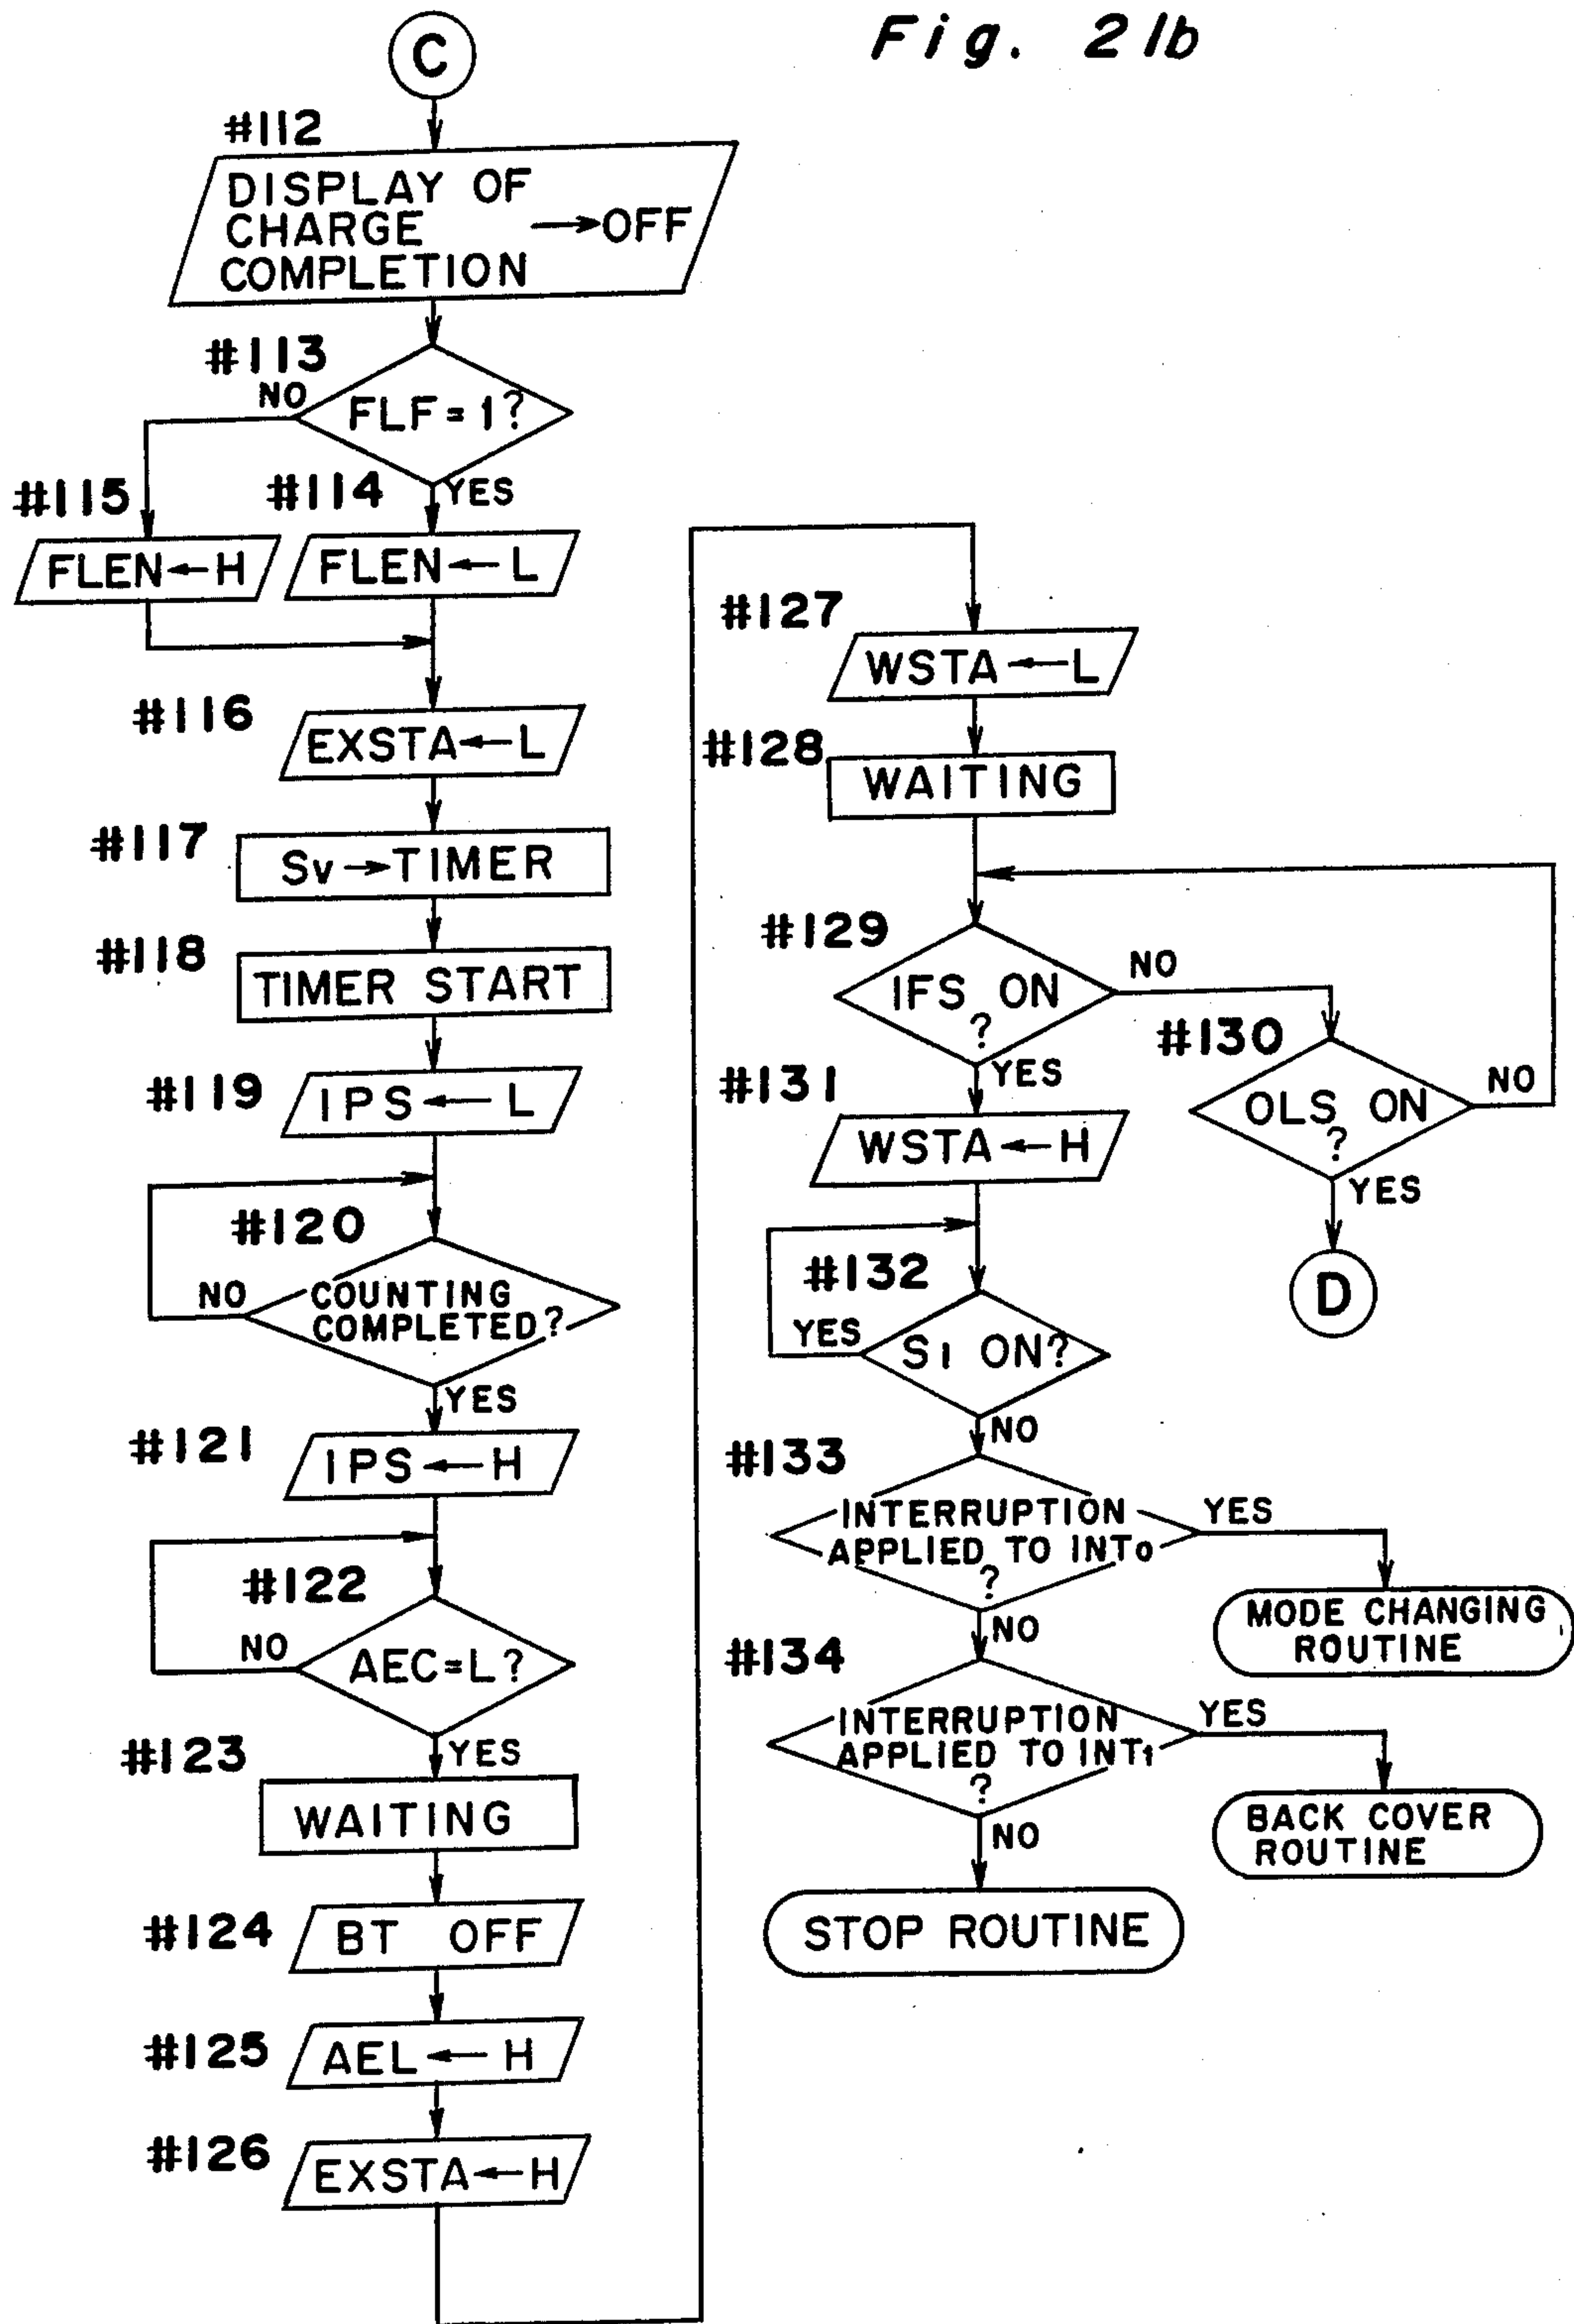 Fig. 21b
C
#112
DISPLAY OF
CHARGE →OFF
COMPLETION
#113
FLF=1?
NO
YES
#115
FLEN←H
#114
FLEN←L
#116
EXSTA←L
#117
Sv→TIMER
#118
TIMER START
#119
IPS←L
#120
COUNTING
COMPLETED?
NO
YES
#121
IPS←H
#122
AEC=L?
NO
YES
#123
WAITING
#124
BT OFF
#125
AEL←H
#126
EXSTA←H
#127
WSTA←L
#128
WAITING
#129
IFS ON
?
NO
YES
#130
OLS ON
?
NO
YES
D
#131
WSTA←H
#132
S1 ON?
YES
NO
#133
INTERRUPTION
APPLIED TO INT0
?
YES
NO
MODE CHANGING
ROUTINE
#134
INTERRUPTION
APPLIED TO INT1
?
YES
NO
BACK COVER
ROUTINE
STOP ROUTINE